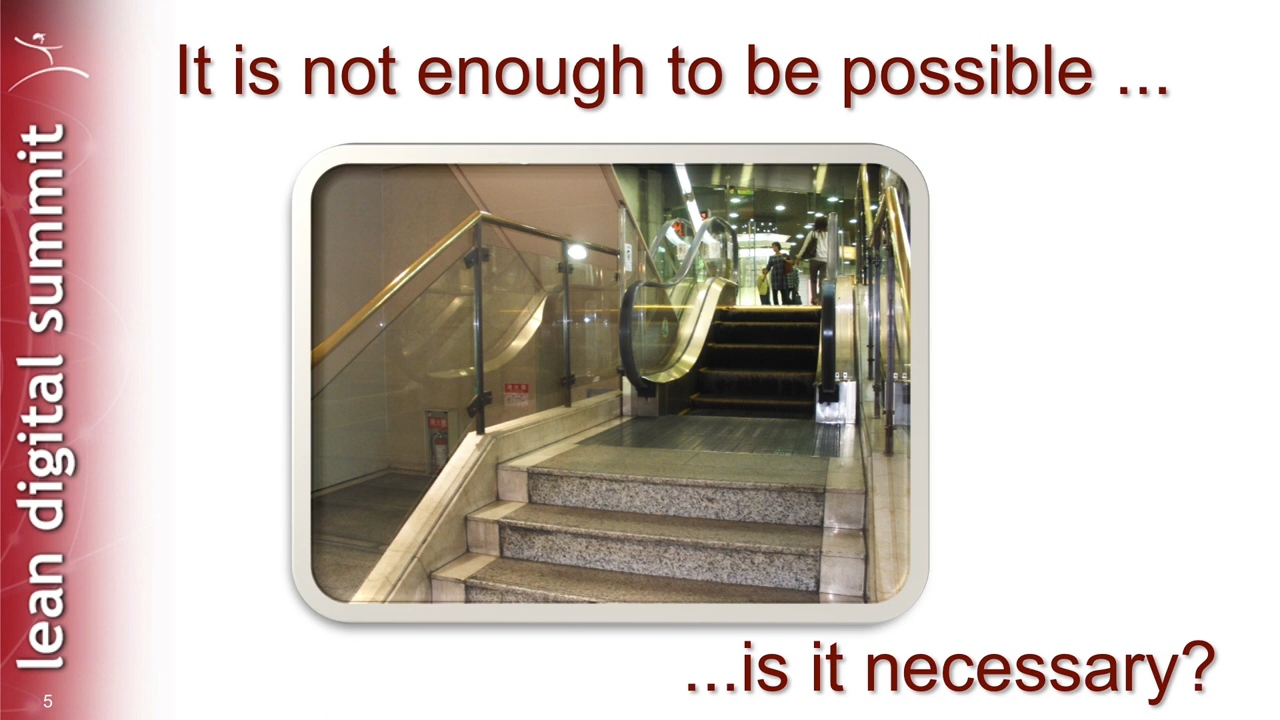 It is not enough to be possible ...
lean digital summit
...is it necessary?
5